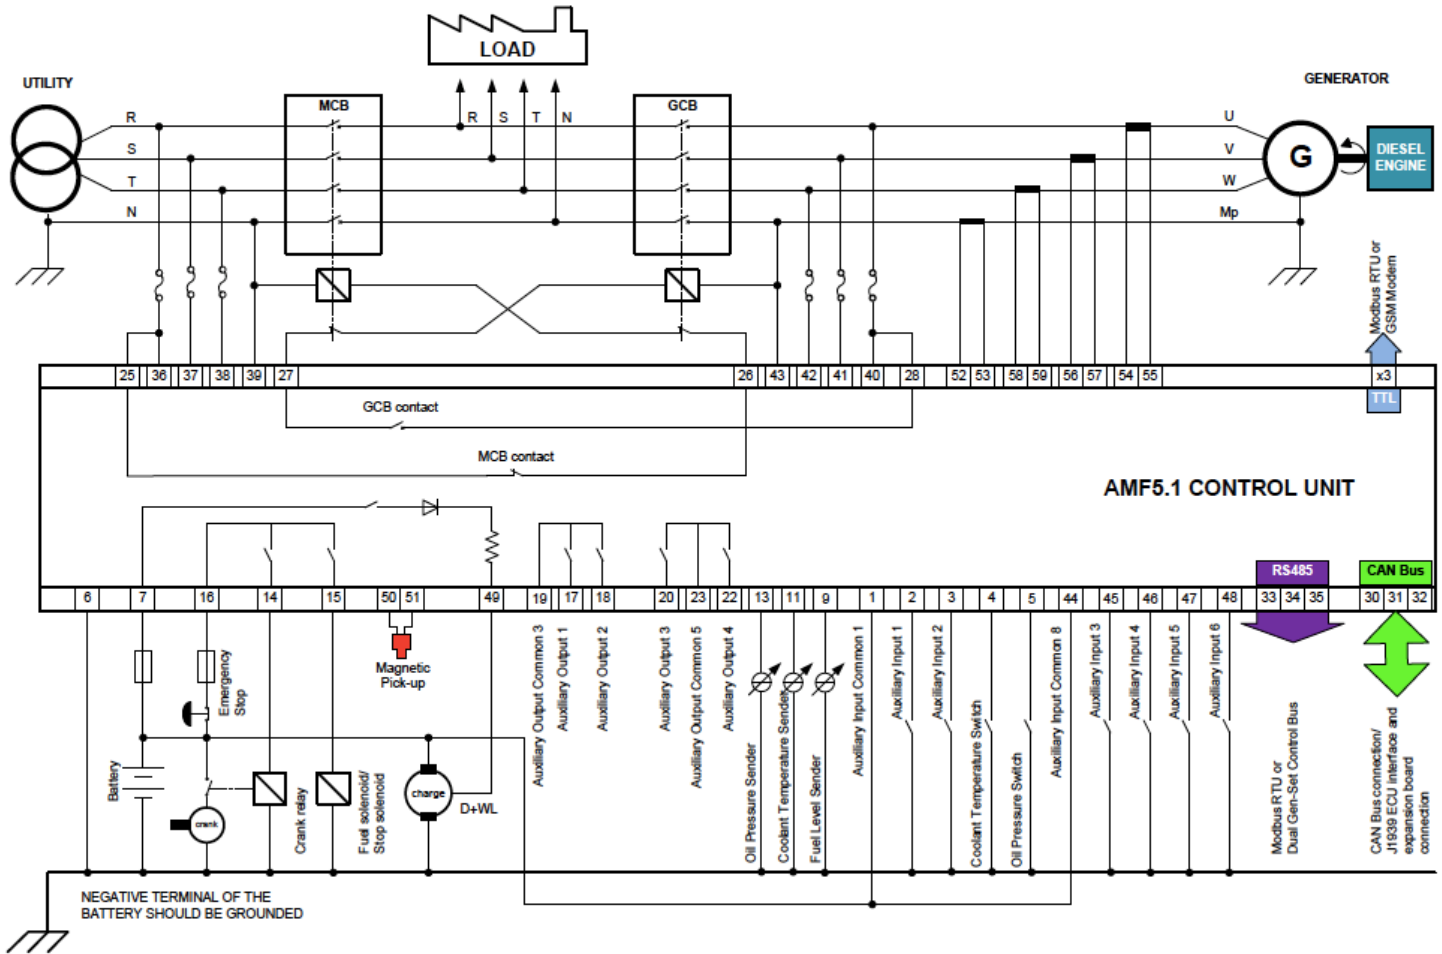 LOAD
UTILITY
GENERATOR
MCB
GCB
R
R S T N
U
S
V
G
DIESEL
ENGINE
T
W
N
Mp
Modbus RTU or
GSM Modem
25 36 37 38 39 27 26 43 42 41 40 28 52 53 58 59 56 57 54 55 x3
TTL
GCB contact
MCB contact
AMF5.1 CONTROL UNIT
RS485
CAN Bus
6 7 16 14 15 50 51 49 19 17 18 20 23 22 13 11 9 1 2 3 4 5 44 45 46 47 48 33 34 35 30 31 32
Emergency
Stop
Magnetic
Pick-up
Auxiliary Output Common 3
Auxiliary Output 1
Auxiliary Output 2
Auxiliary Output 3
Auxiliary Output Common 5
Auxiliary Output 4
Oil Pressure Sender
Coolant Temperature Sender
Fuel Level Sender
Auxiliary Input Common 1
Auxiliary Input 1
Auxiliary Input 2
Coolant Temperature Switch
Oil Pressure Switch
Auxiliary Input Common 8
Auxiliary Input 3
Auxiliary Input 4
Auxiliary Input 5
Auxiliary Input 6
Modbus RTU or
Dual Gen-Set Control Bus
CAN Bus connection/
J1939 ECU interface and
expansion board
connection
Battery
crank
Crank relay
Fuel solenoid/
Stop solenoid
charge
D+WL
NEGATIVE TERMINAL OF THE
BATTERY SHOULD BE GROUNDED